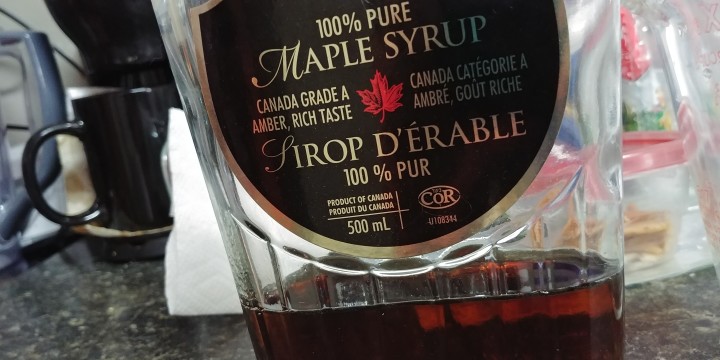 100% PURE
MAPLE SYRUP
CANADA GRADE A
AMBER, RICH TASTE
CANADA CATÉGORIE A
AMBRÉ, GOÛT RICHE
SIROP D'ÉRABLE
100 % PUR
PRODUCT OF CANADA
PRODUIT DU CANADA
500 mL
COR
U108344